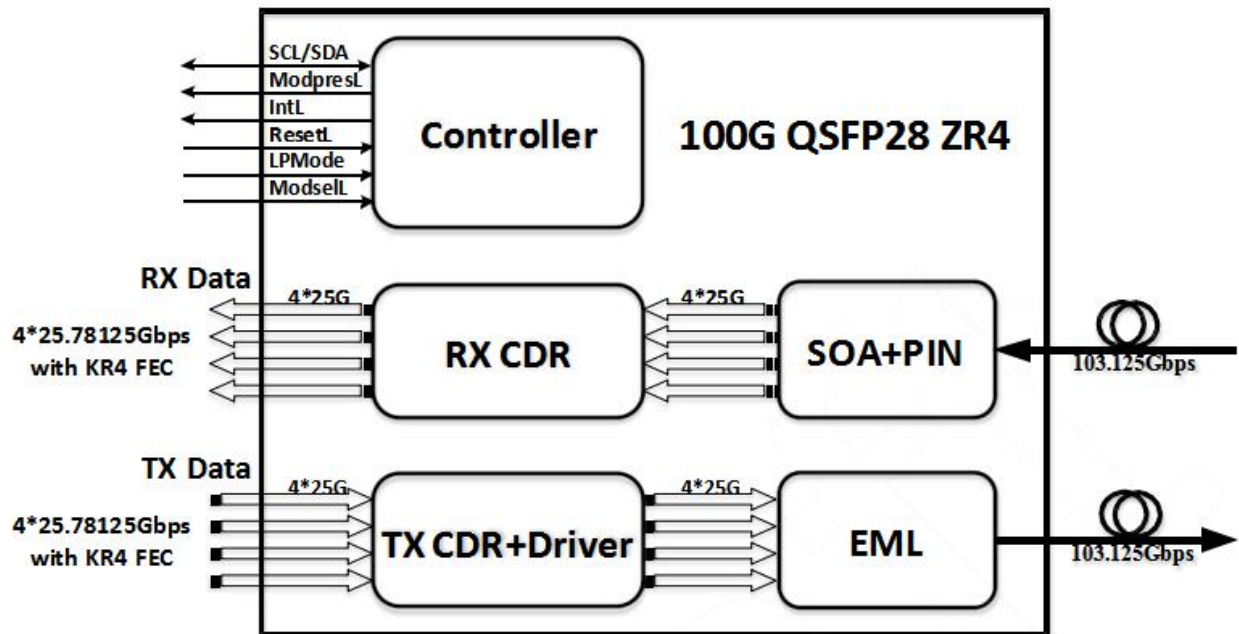 SCL/SDA
ModpresL
IntL
ResetL
LPMode
ModselL
Controller
100G QSFP28 ZR4
RX Data
4*25G
4*25G
4*25.78125Gbps
with KR4 FEC
RX CDR
SOA+PIN
103.125Gbps
TX Data
4*25G
4*25G
4*25.78125Gbps
with KR4 FEC
TX CDR+Driver
EML
103.125Gbps